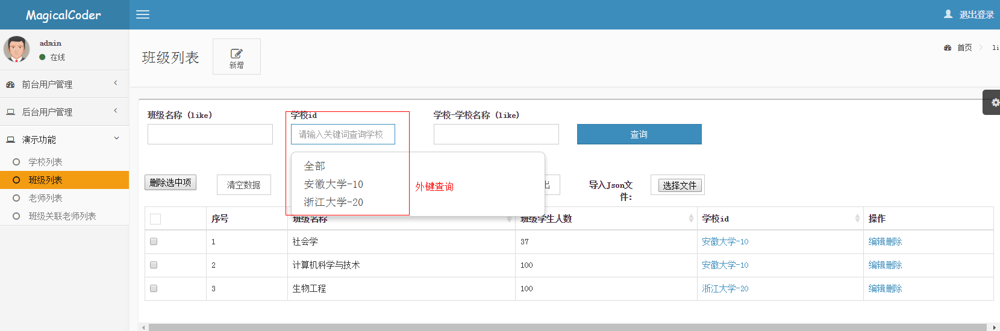 MagicalCoder
退出登录
admin
在线
班级列表
新增
首页
li
前台用户管理
后台用户管理
演示功能
学校列表
班级列表
老师列表
班级关联老师列表
班级名称 (like)
学校id
学校-学校名称 (like)
请输入关键词查询学校
查询
全部
安徽大学-10
浙江大学-20
外键查询
删除选中项
清空数据
出
导入Json文
件:
选择文件
序号 班级名称 班级学生人数 学校id 操作
1 社会学 37 安徽大学-10 编辑删除
2 计算机科学与技术 100 安徽大学-10 编辑删除
3 生物工程 100 浙江大学-20 编辑删除